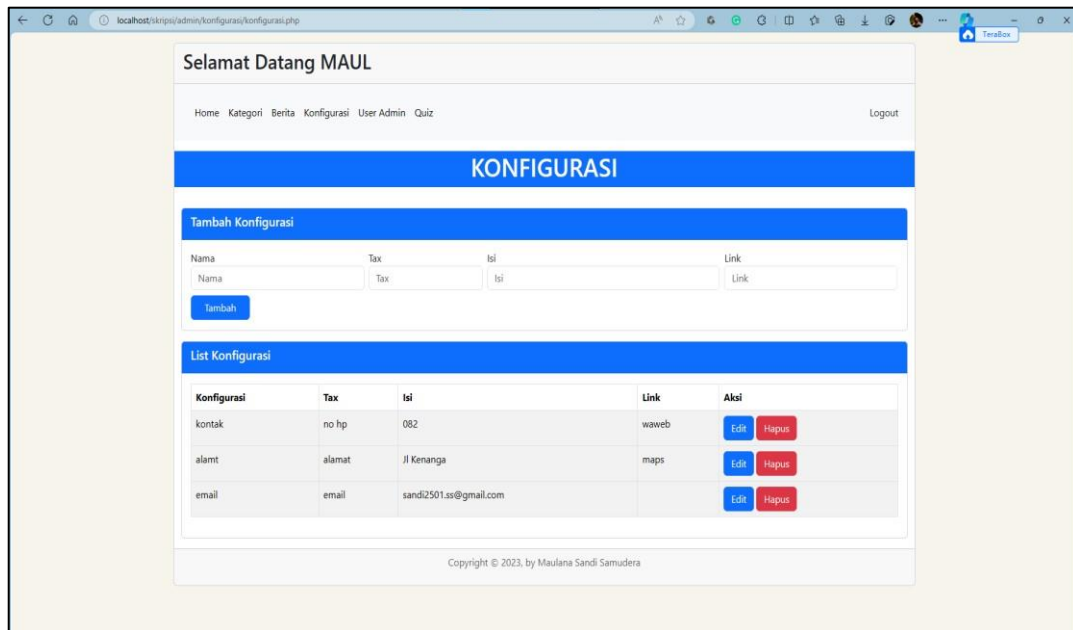 localhost/skripsi/admin/konfigurasi/konfigurasi.php
TeraBox
Selamat Datang MAUL
Home Kategori Berita Konfigurasi User Admin Quiz Logout
KONFIGURASI
Tambah Konfigurasi
Nama Tax Isi Link
Nama Tax Isi Link
Tambah
List Konfigurasi
Konfigurasi Tax Isi Link Aksi
kontak no hp 082 waweb Edit Hapus
alamt alamat Jl Kenanga maps Edit Hapus
email email sandi2501.ss@gmail.com Edit Hapus
Copyright © 2023, by Maulana Sandi Samudera